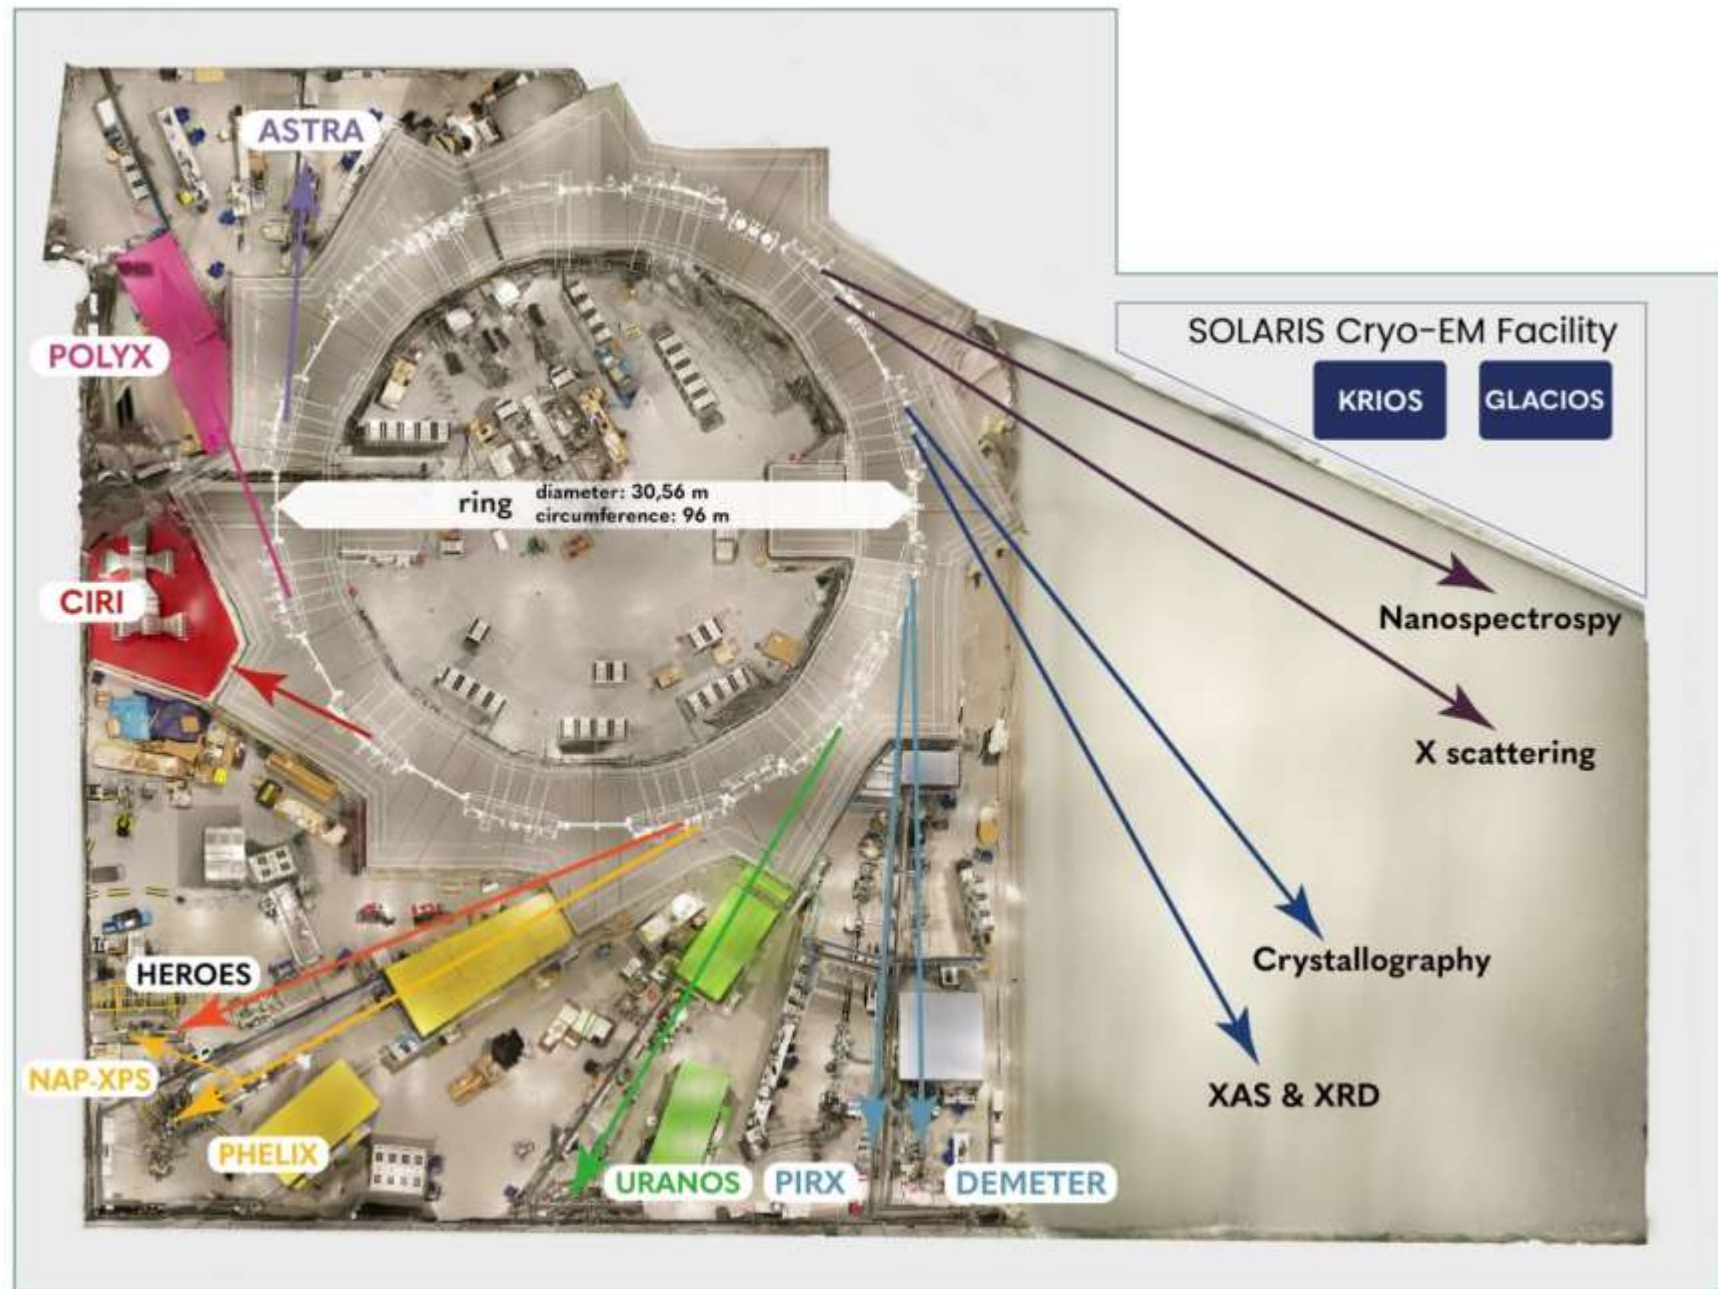 ASTRA
SOLARIS Cryo-EM Facility
KRIOS
GLACIOS
POLYX
ring
diameter: 30,56 m
circumference: 96 m
CIRI
Nanospectrospy
X scattering
Crystallography
HEROES
NAP-XPS
XAS & XRD
PHELIX
URANOS
PIRX
DEMETER